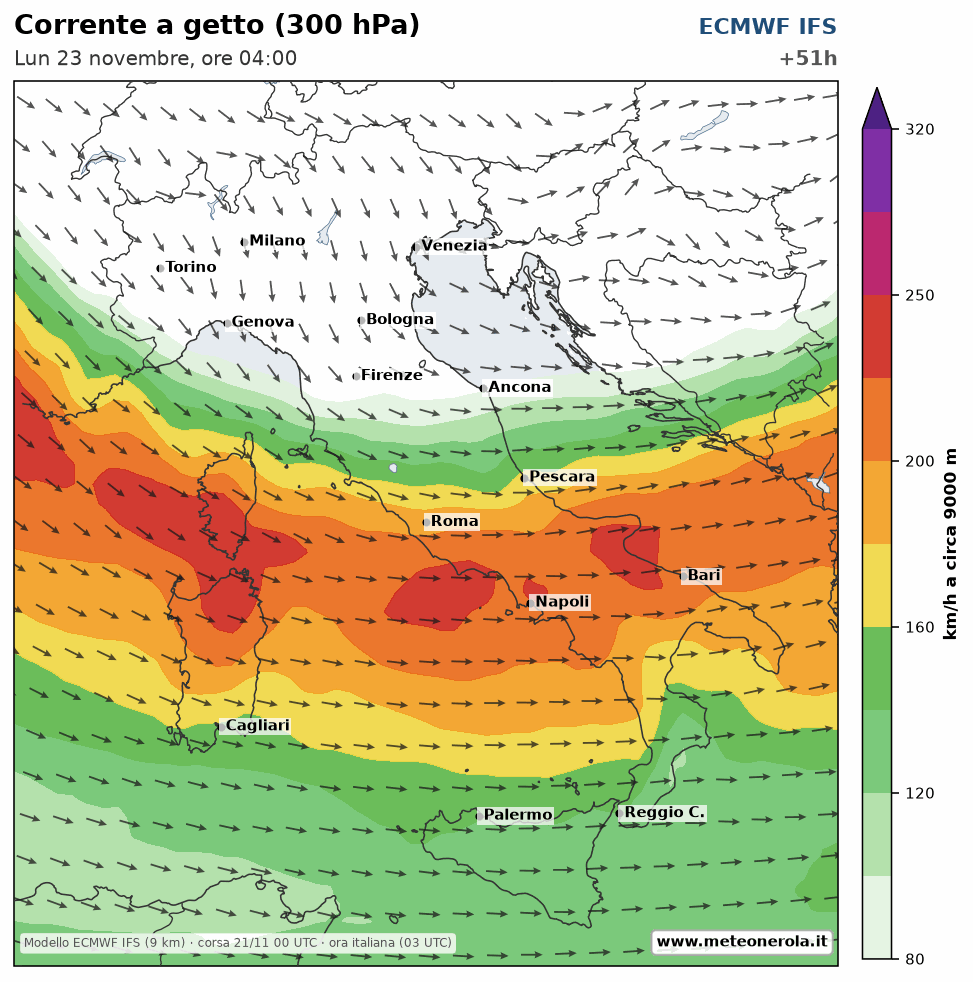 Corrente a getto (300 hPa)
ECMWF IFS
Lun 23 novembre, ore 04:00
+51h
320
Milano
Venezia
Torino
250
Genova
Bologna
Firenze
Ancona
200
Pescara
Roma
km/h a circa 9000 m
Bari
Napoli
160
Cagliari
120
Palermo
Reggio C.
Modello ECMWF IFS (9 km) · corsa 21/11 00 UTC · ora italiana (03 UTC)
www.meteonerola.it
80